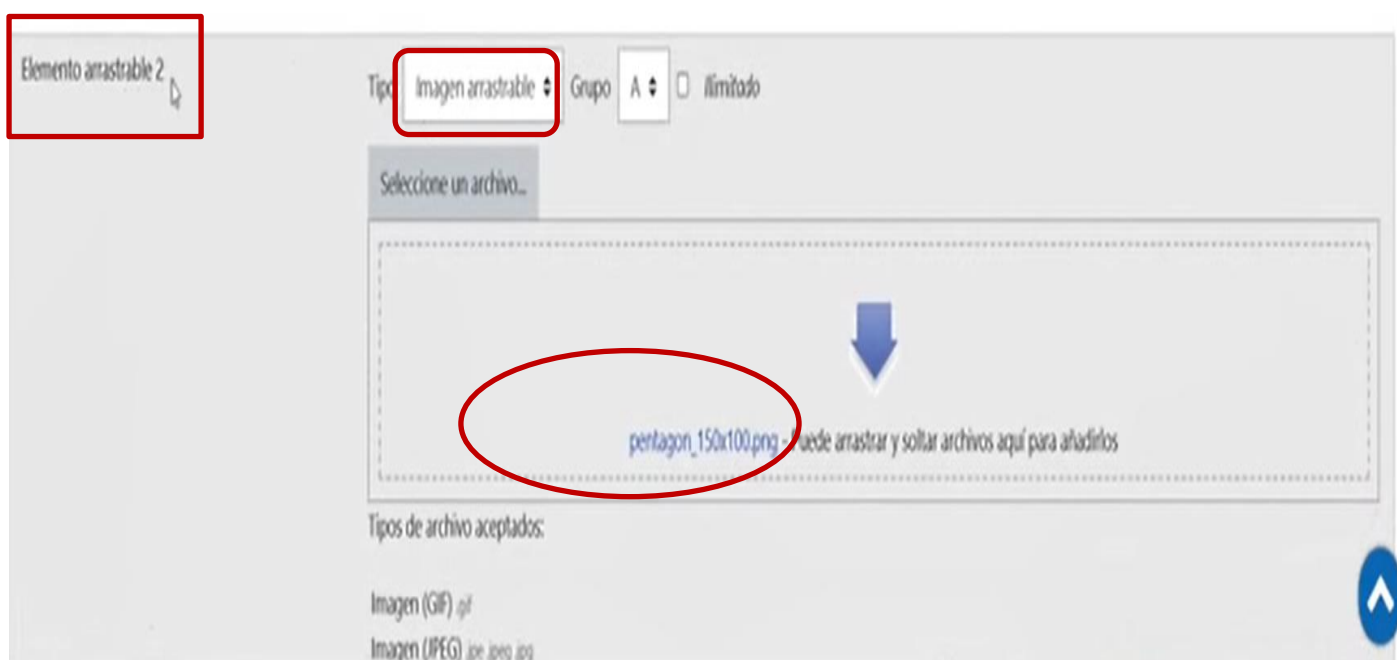 Elemento arrastrable 2
Tipo Imagen arrastrable Grupo A Ilimitado
Seleccione un archivo...
pentagon_150x100.png - Puede arrastrar y soltar archivos aquí para añadirlos
Tipos de archivo aceptados:
Imagen (GIF) .gif
Imagen (JPEG) .jpe .jpeg .jpg